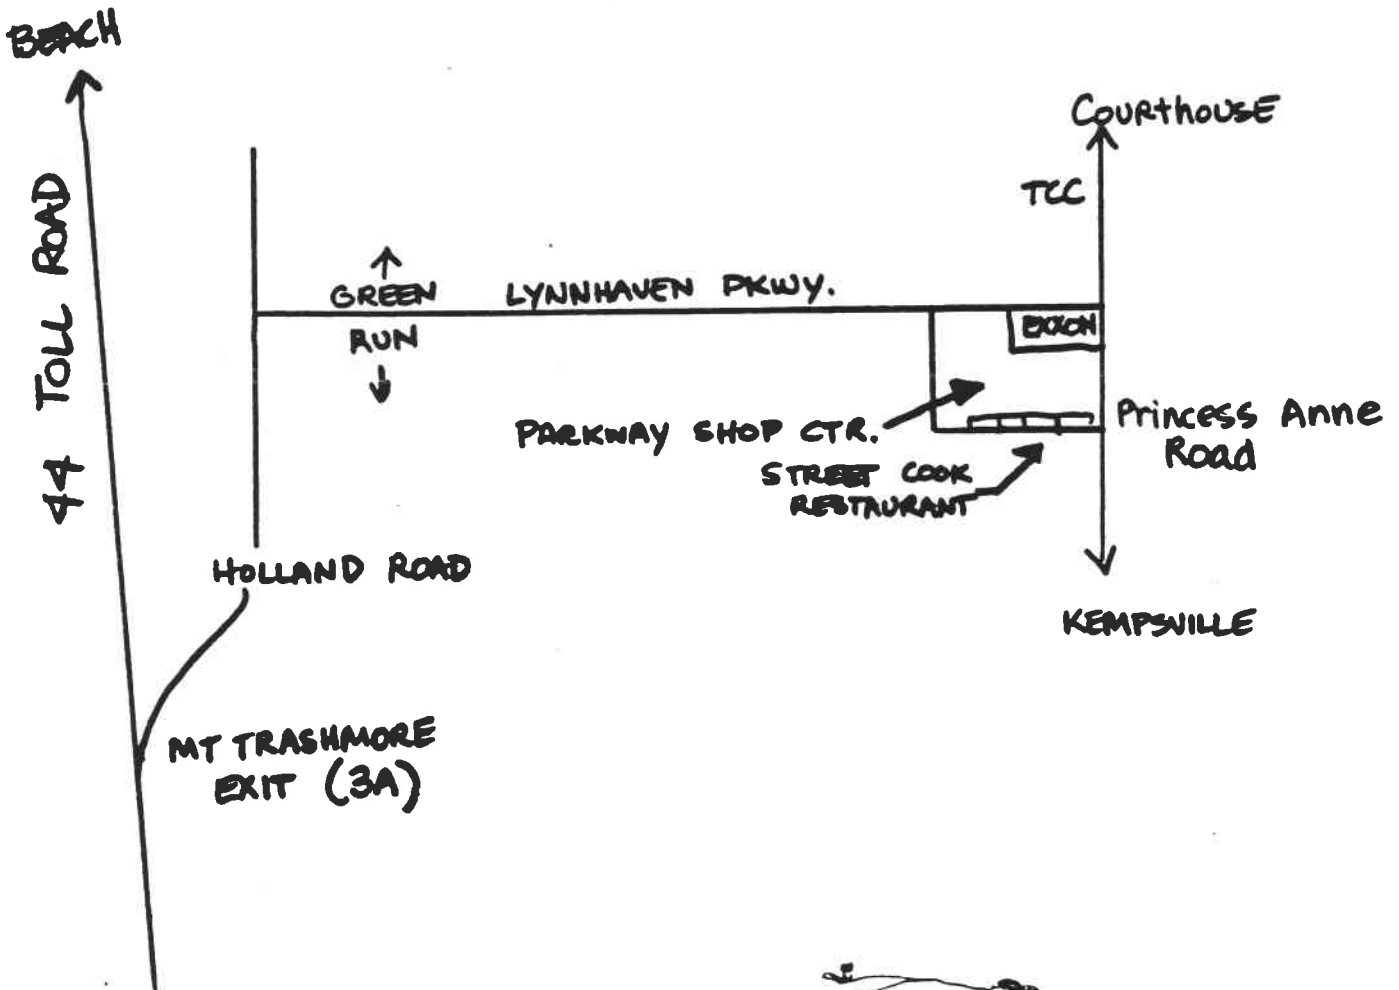 BEACH
44 TOLL ROAD
COURTHOUSE
TCC
GREEN
RUN
LYNNHAVEN PKWY.
EXXON
PARKWAY SHOP CTR.
Princess Anne
Road
STREET COOK
RESTAURANT
HOLLAND ROAD
KEMPSVILLE
MT TRASHMORE
EXIT (3A)